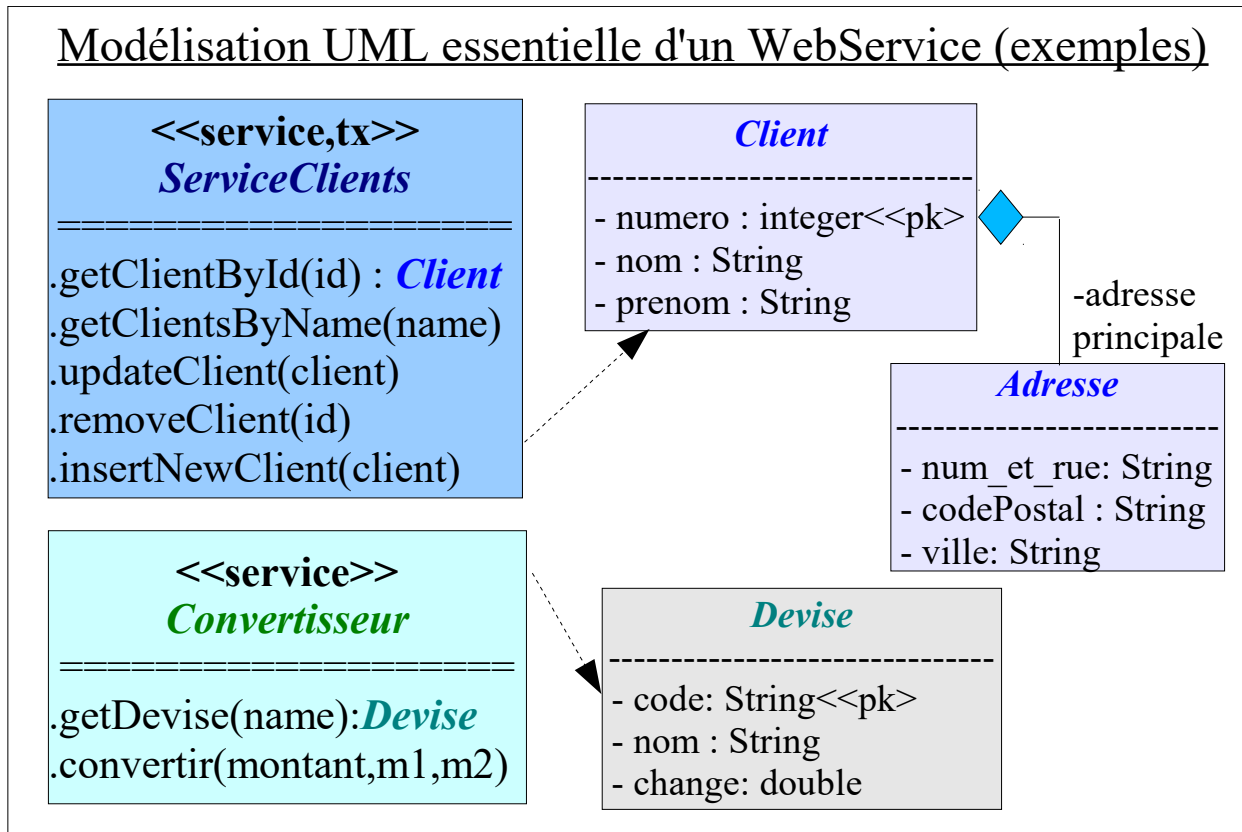 Modélisation UML essentielle d'un WebService (exemples)
<<service,tx>>
ServiceClients
====================
.getClientById(id) : Client
.getClientsByName(name)
.updateClient(client)
.removeClient(id)
.insertNewClient(client)
Client
------------------------------
- numero : integer<<pk>
- nom : String
- prenom : String
-adresse
principale
Adresse
-------------------------
- num_et_rue: String
- codePostal : String
- ville: String
<<service>>
Convertisseur
===================
.getDevise(name):Devise
.convertir(montant,m1,m2)
Devise
------------------------------
- code: String<<pk>
- nom : String
- change: double